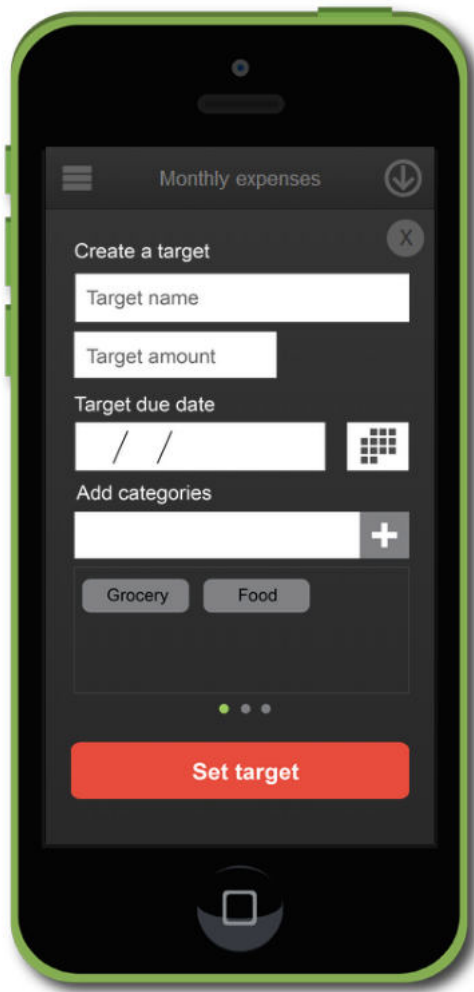 Monthly expenses
X
Create a target
Target name
Target amount
Target due date
/ /
Add categories
+
Grocery Food
Set target